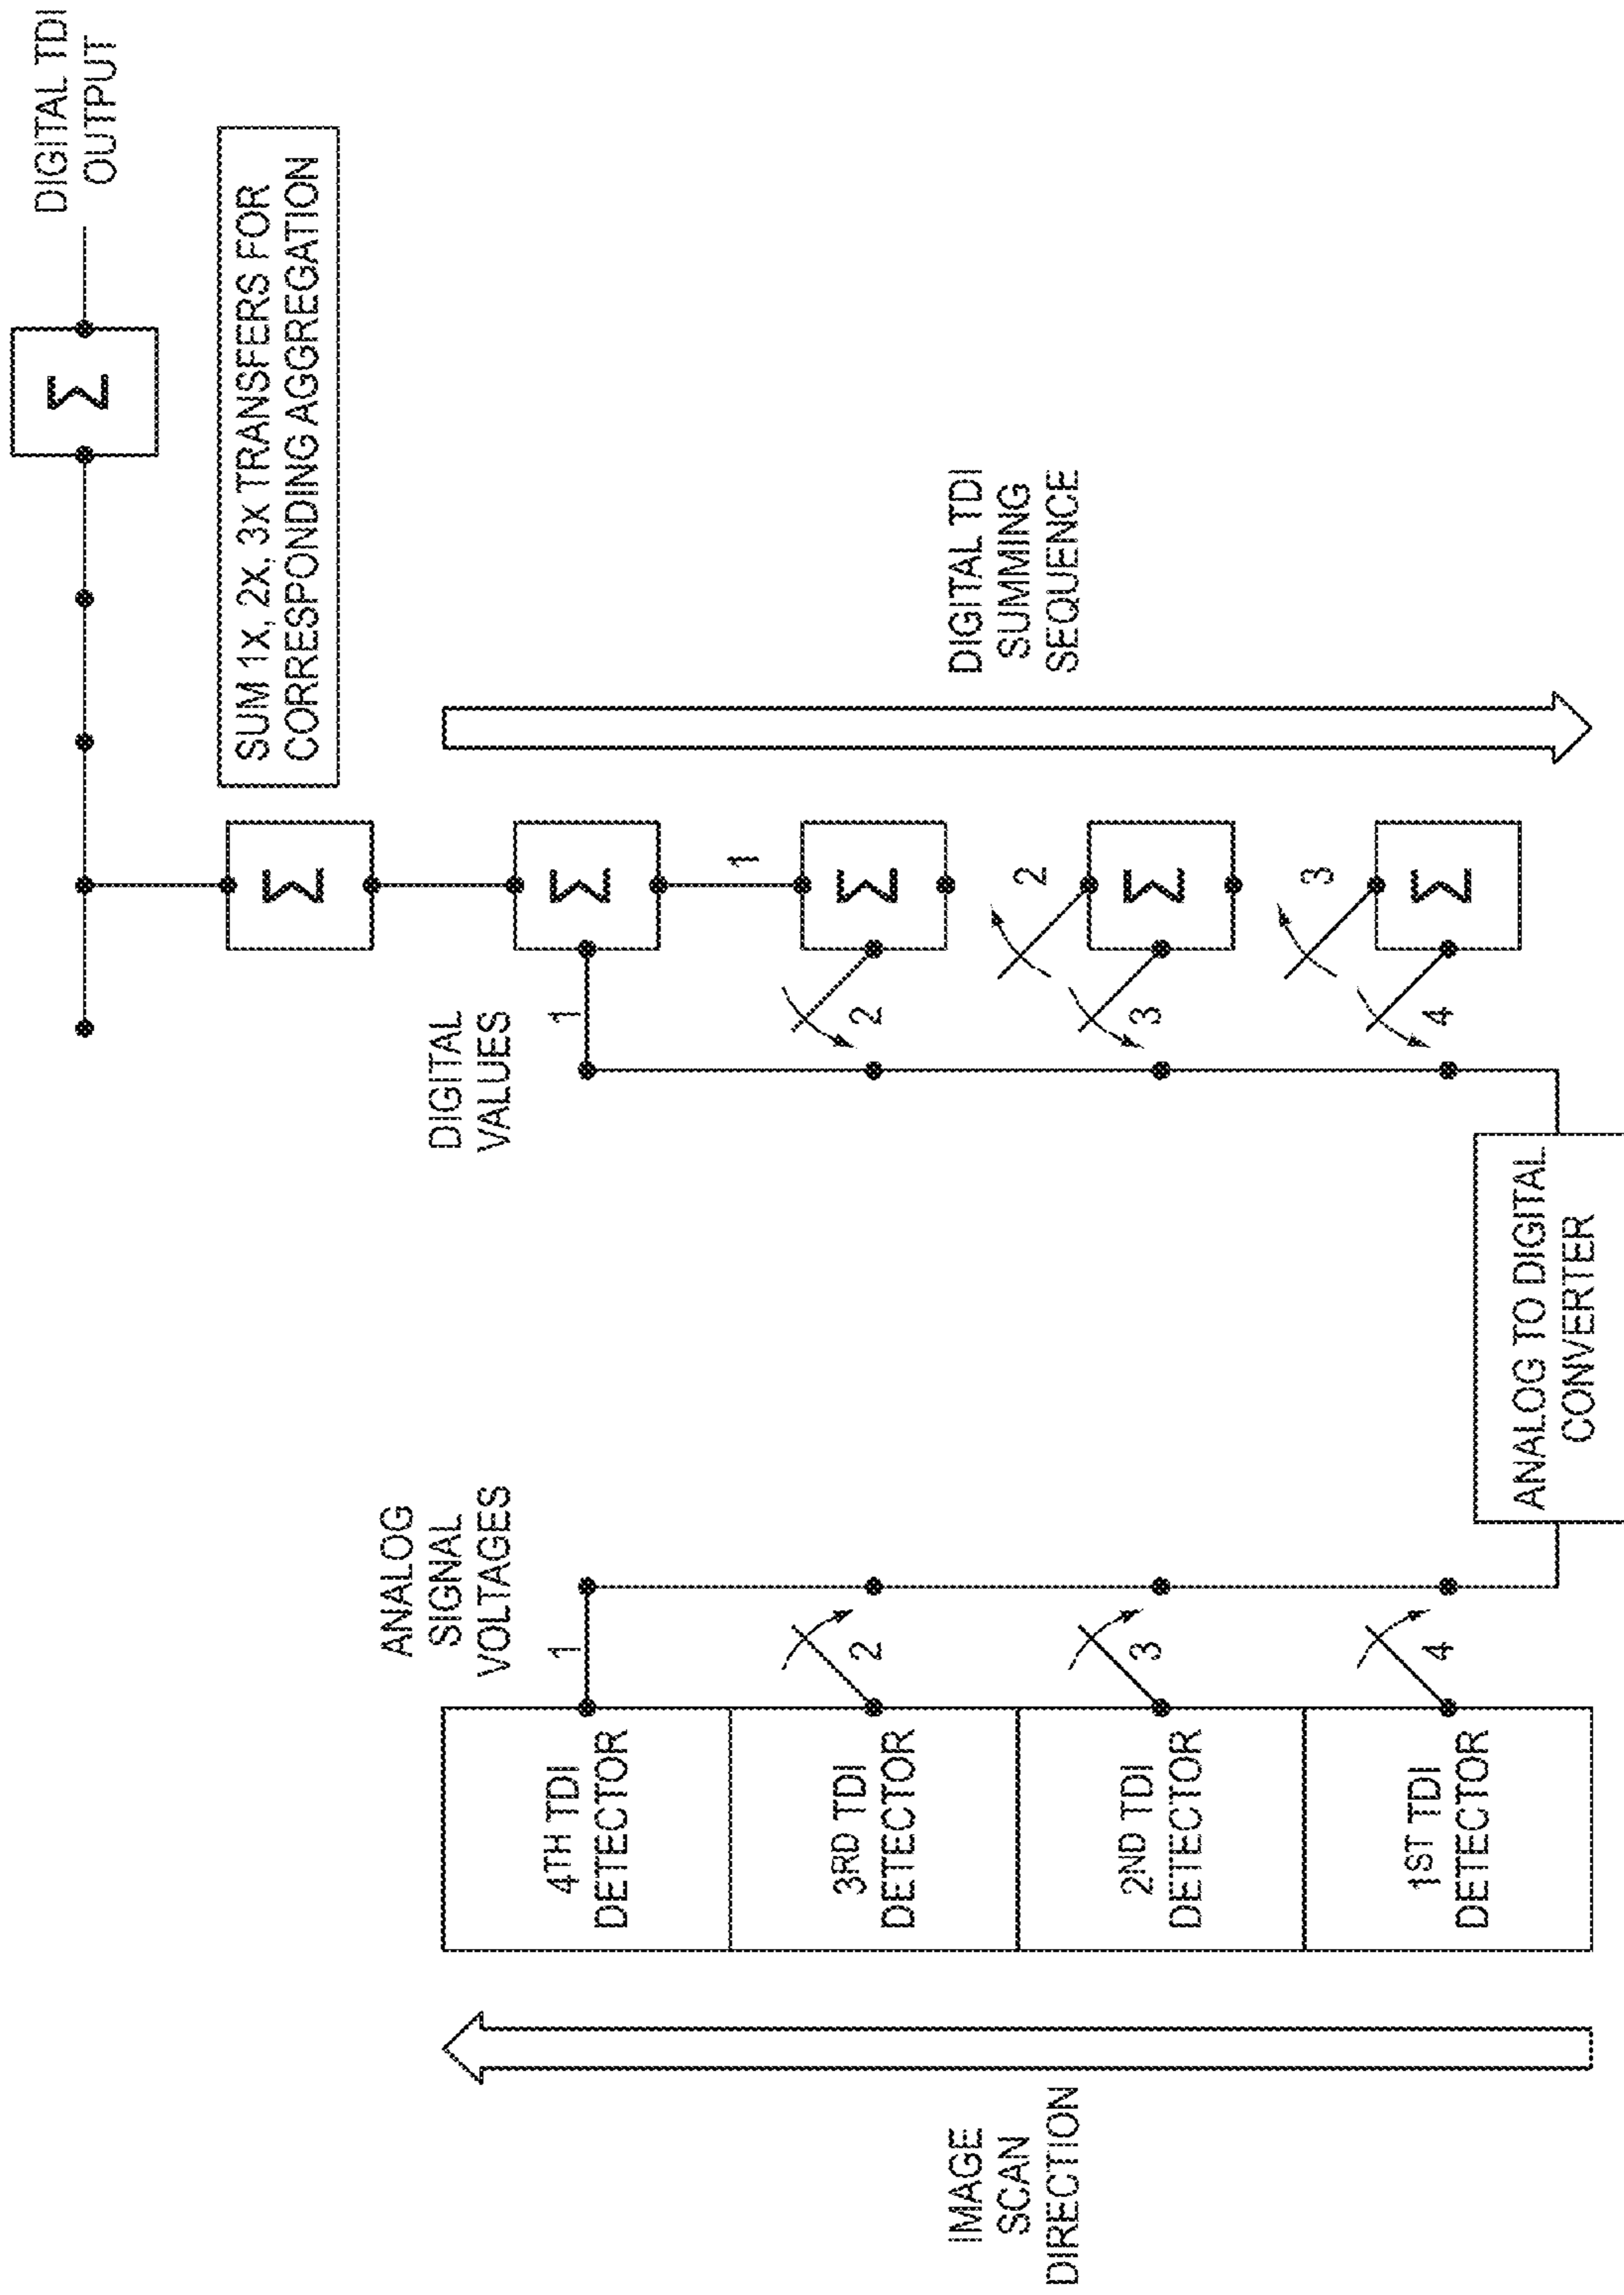 DIGITAL TDI
OUTPUT
Σ
SUM 1X, 2X, 3X TRANSFERS FOR
CORRESPONDING AGGREGATION
Σ
ANALOG
SIGNAL
VOLTAGES
DIGITAL
VALUES
4TH TDI
DETECTOR
1
1
Σ
1
3RD TDI
DETECTOR
2
2
Σ
IMAGE
SCAN
DIRECTION
2
DIGITAL TDI
SUMMING
SEQUENCE
2ND TDI
DETECTOR
3
3
Σ
3
1ST TDI
DETECTOR
4
4
Σ
ANALOG TO DIGITAL
CONVERTER